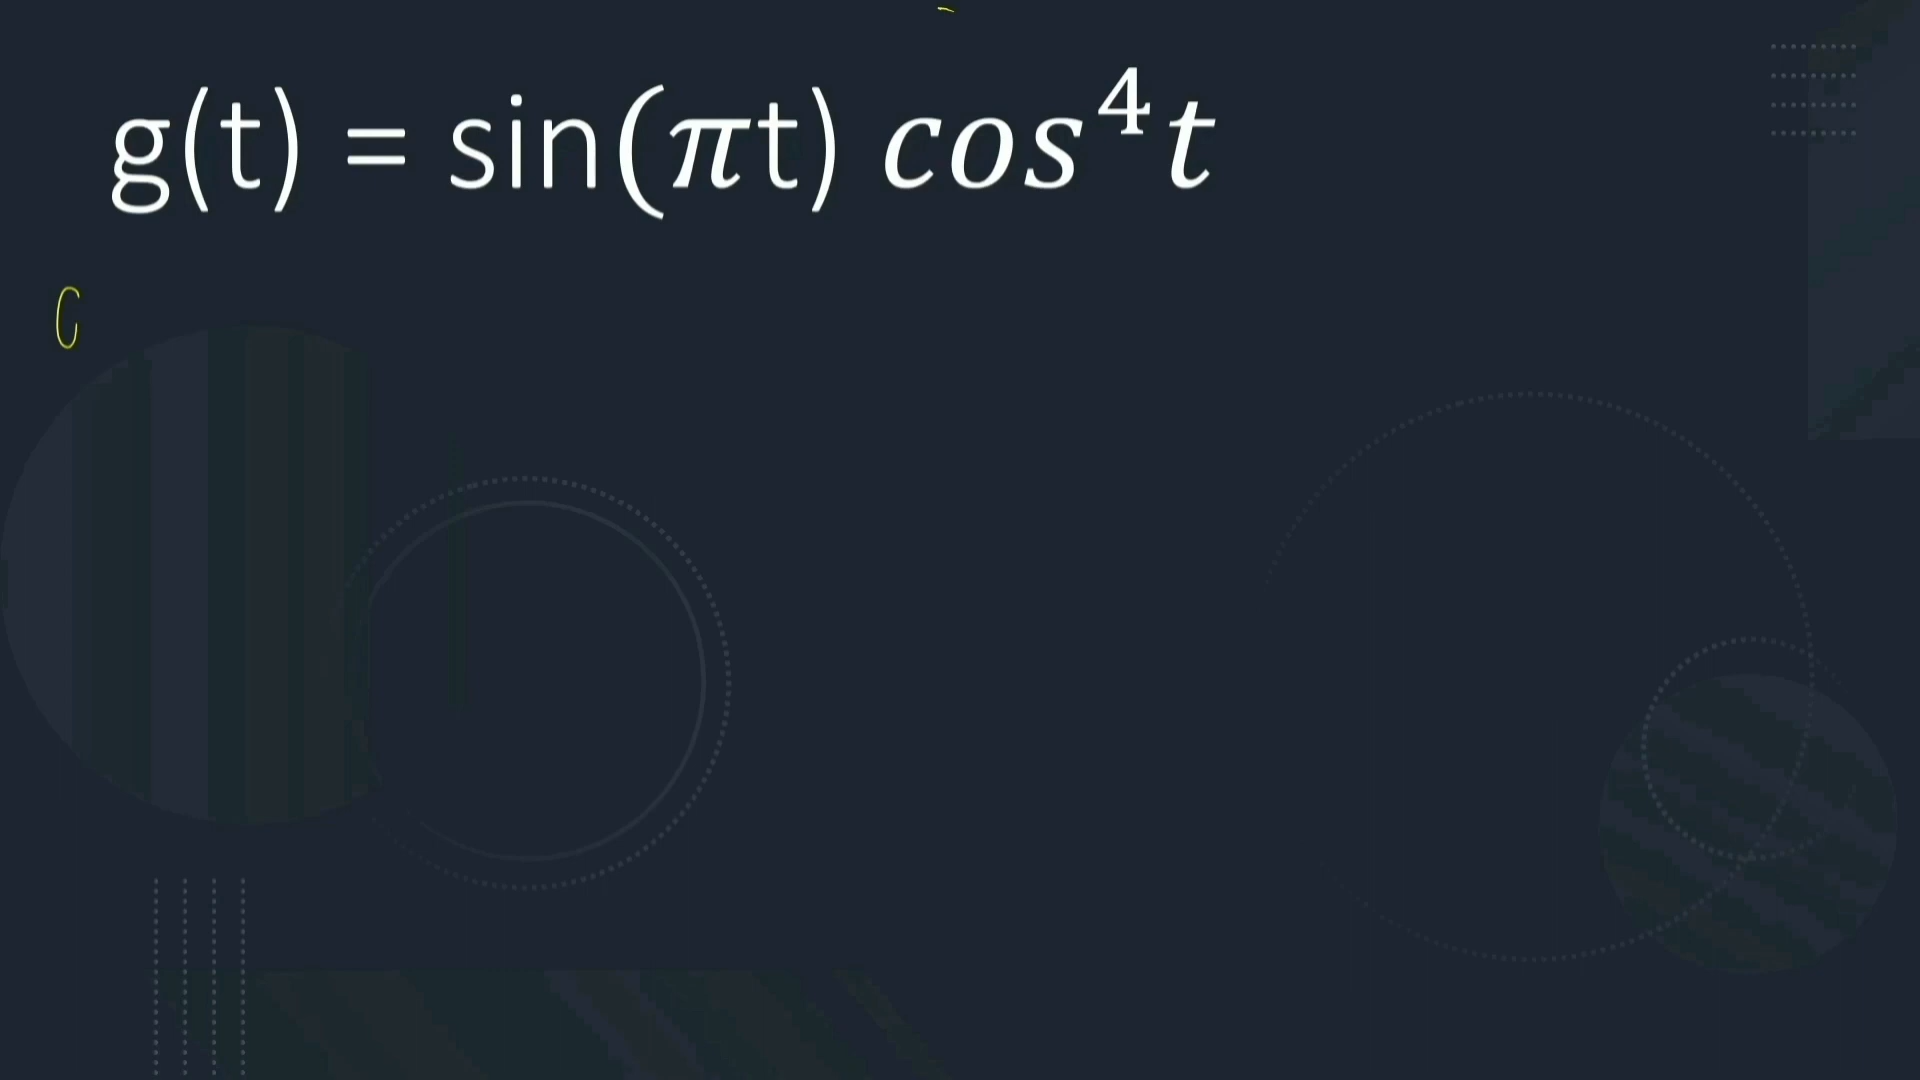 g(t) = sin(πt) cos⁴t
C